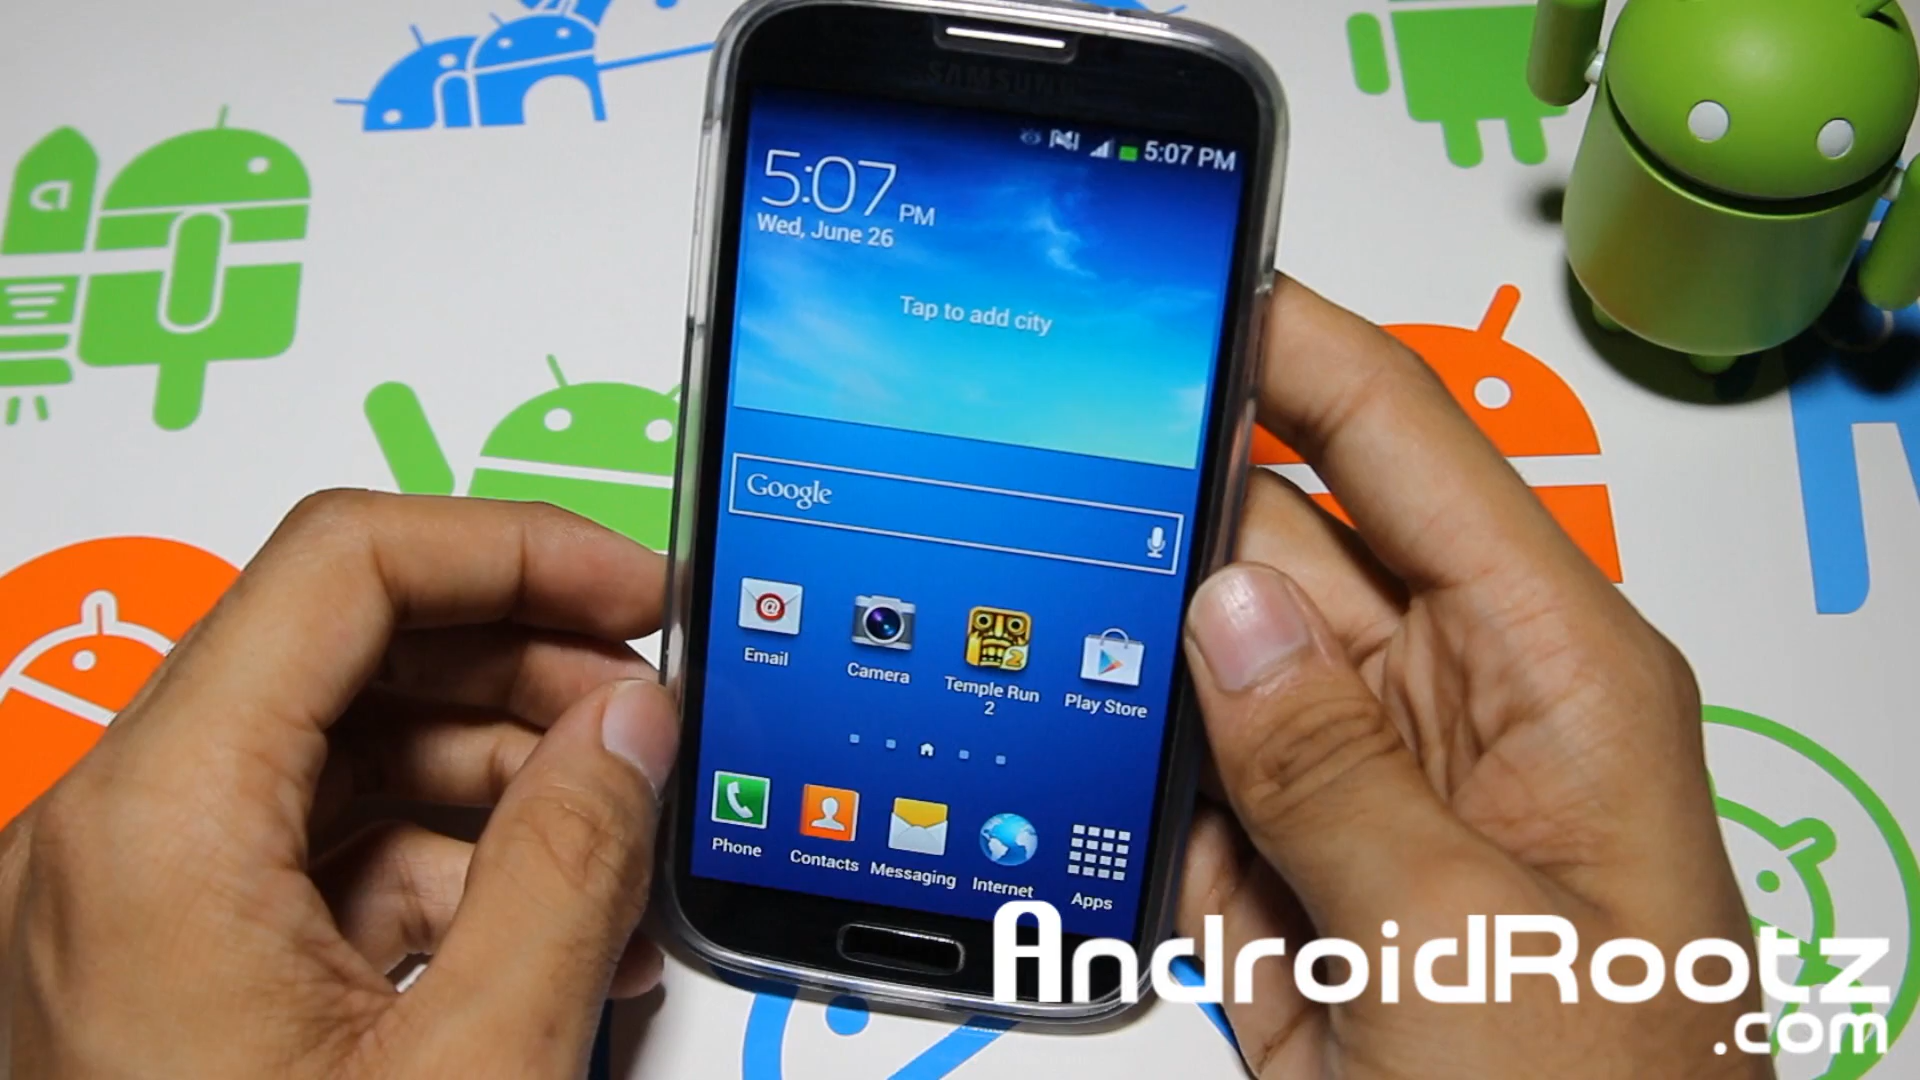 SAMSUNG
5:07 PM
5:07 PM
Wed, June 26
Tap to add city
Google
Email
Camera
Temple Run
2
Play Store
Phone
Contacts
Messaging
Internet
Apps
AndroidRootz
.com